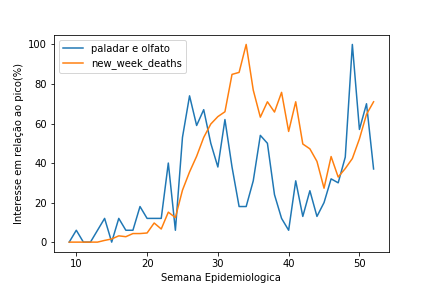 paladar e olfato
new_week_deaths
Interesse em relação ao pico(%)
100
80
60
40
20
0
10 20 30 40 50
Semana Epidemiologica